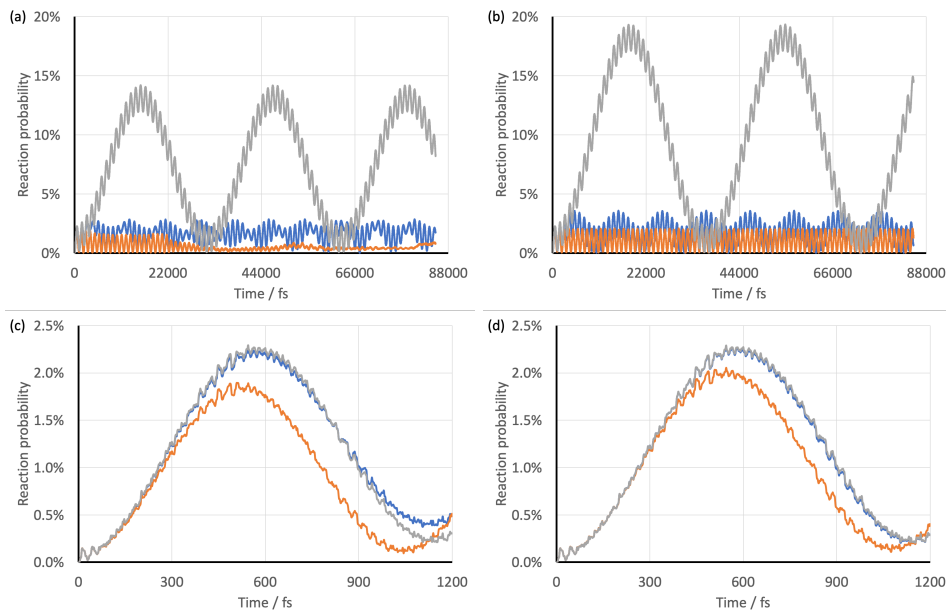 (a)
20%
15%
10%
5%
0%
Reaction probability
0 22000 44000 66000 88000
Time / fs
(b)
20%
15%
10%
5%
0%
Reaction probability
0 22000 44000 66000 88000
Time / fs
(c)
2.5%
2.0%
1.5%
1.0%
0.5%
0.0%
Reaction probability
0 300 600 900 1200
Time / fs
(d)
2.5%
2.0%
1.5%
1.0%
0.5%
0.0%
Reaction probability
0 300 600 900 1200
Time / fs